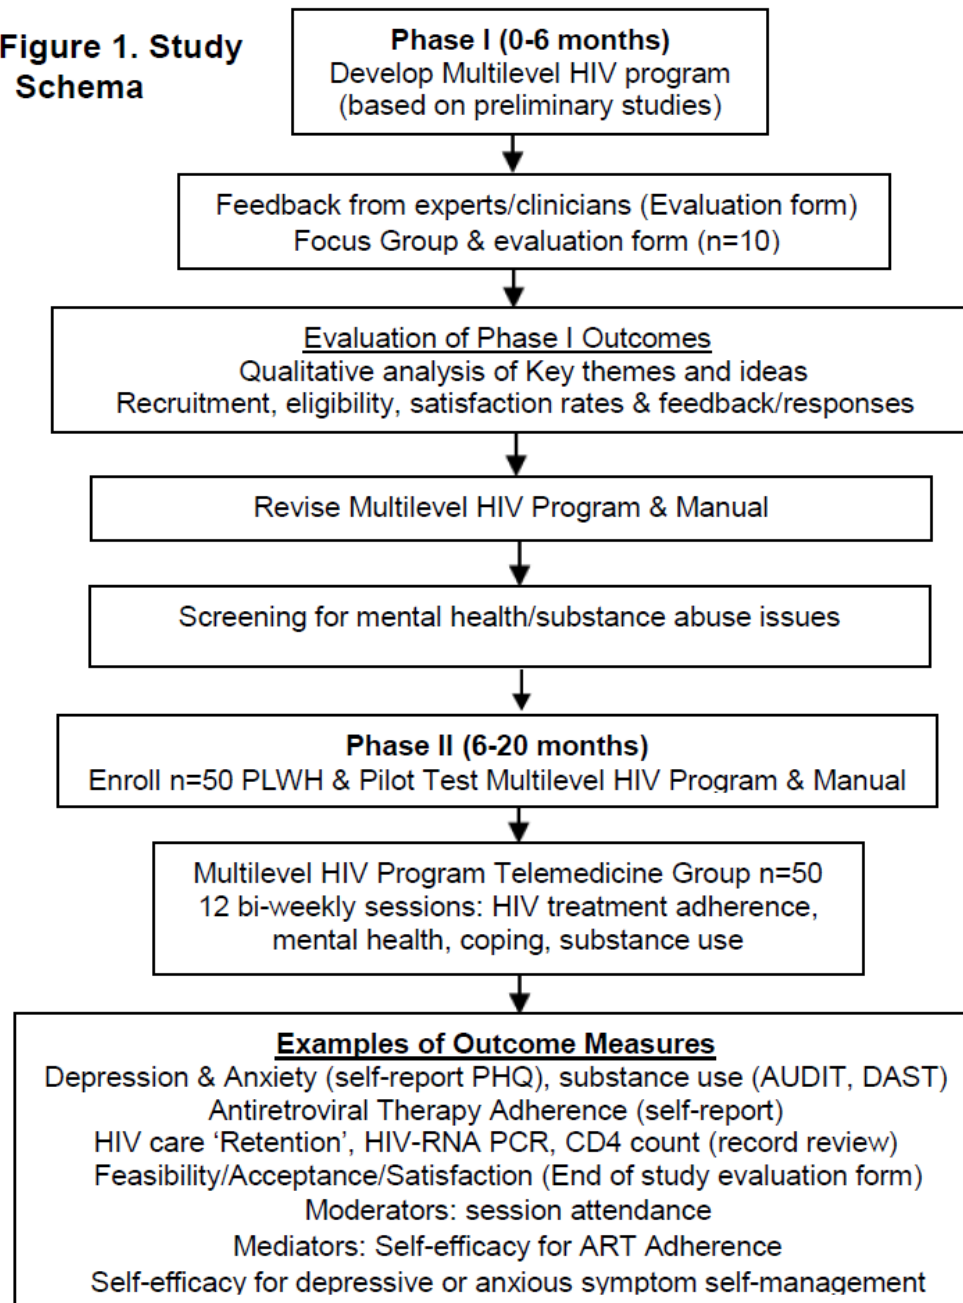 Figure 1. Study
Schema
Phase I (0-6 months)
Develop Multilevel HIV program
(based on preliminary studies)
Feedback from experts/clinicians (Evaluation form)
Focus Group & evaluation form (n=10)
Evaluation of Phase I Outcomes
Qualitative analysis of Key themes and ideas
Recruitment, eligibility, satisfaction rates & feedback/responses
Revise Multilevel HIV Program & Manual
Screening for mental health/substance abuse issues
Phase II (6-20 months)
Enroll n=50 PLWH & Pilot Test Multilevel HIV Program & Manual
Multilevel HIV Program Telemedicine Group n=50
12 bi-weekly sessions: HIV treatment adherence,
mental health, coping, substance use
Examples of Outcome Measures
Depression & Anxiety (self-report PHQ), substance use (AUDIT, DAST)
Antiretroviral Therapy Adherence (self-report)
HIV care ‘Retention’, HIV-RNA PCR, CD4 count (record review)
Feasibility/Acceptance/Satisfaction (End of study evaluation form)
Moderators: session attendance
Mediators: Self-efficacy for ART Adherence
Self-efficacy for depressive or anxious symptom self-management